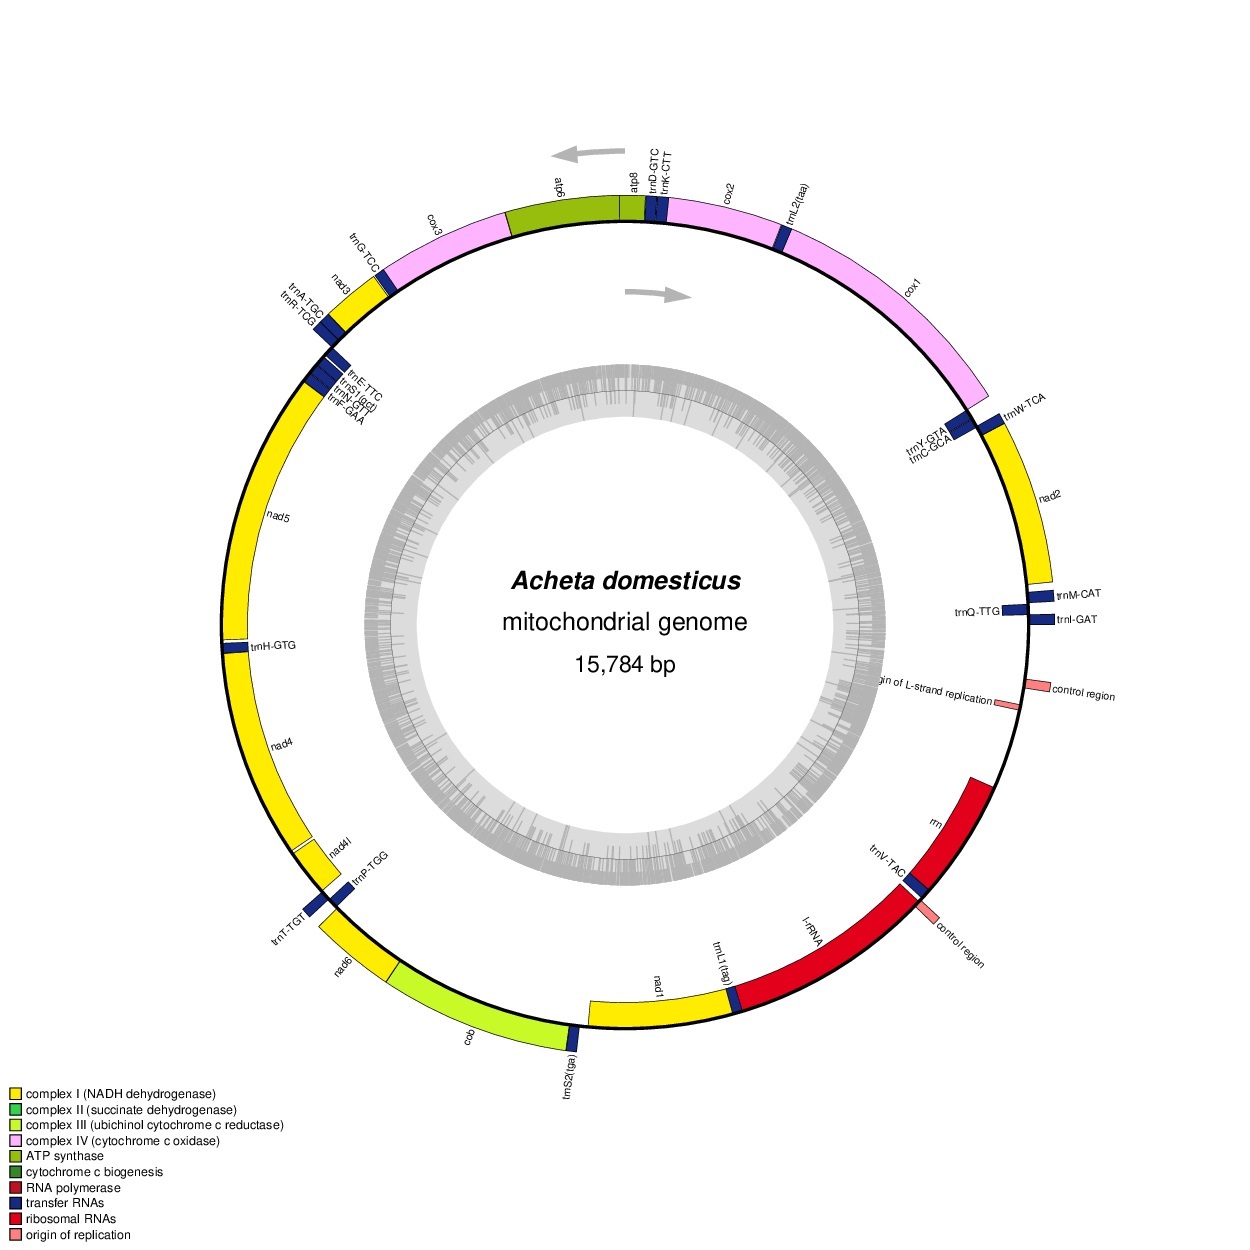 trnD-GTC
trnK-CTT
atp8
cox2
trnL2(taa)
atp6
cox3
cox1
trnG-TCC
nad3
trnA-TGC
trnR-TCG
trnE-TTC
trnS1(gct)
trnN-GTT
trnF-GAA
trnW-TCA
trnY-GTA
trnC-GCA
nad2
nad5
Acheta domesticus
mitochondrial genome
15,784 bp
trnM-CAT
trnQ-TTG
trnI-GAT
trnH-GTG
gin of L-strand replication
control region
nad4
rrn
nad4l
trnP-TGG
trnV-TAC
trnT-TGT
l-rRNA
control region
nad6
trnL1(tag)
nad1
cob
trnS2(tga)
complex I (NADH dehydrogenase)
complex II (succinate dehydrogenase)
complex III (ubichinol cytochrome c reductase)
complex IV (cytochrome c oxidase)
ATP synthase
cytochrome c biogenesis
RNA polymerase
transfer RNAs
ribosomal RNAs
origin of replication